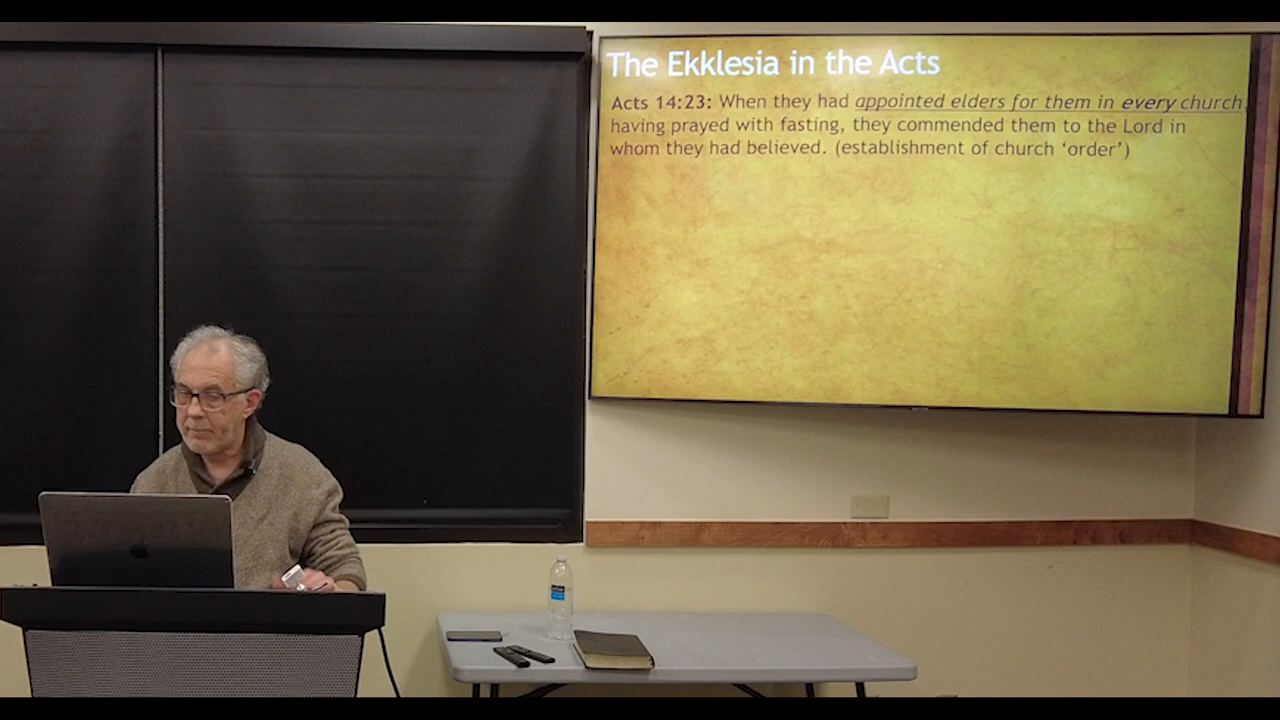 The Ekklesia in the Acts
Acts 14:23: When they had appointed elders for them in every church,
having prayed with fasting, they commended them to the Lord in
whom they had believed. (establishment of church ‘order’)